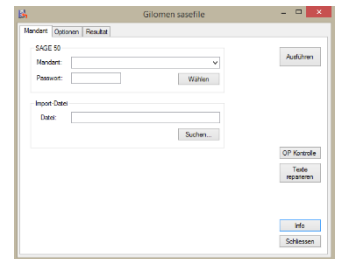 Gilomen sasefile
Mandant Optionen Resultat
SAGE 50
Mandant:
Passwort:
Wählen
Import-Datei
Datei:
Suchen...
Ausführen
OP Kontrolle
Texte
reparieren
Info
Schliessen